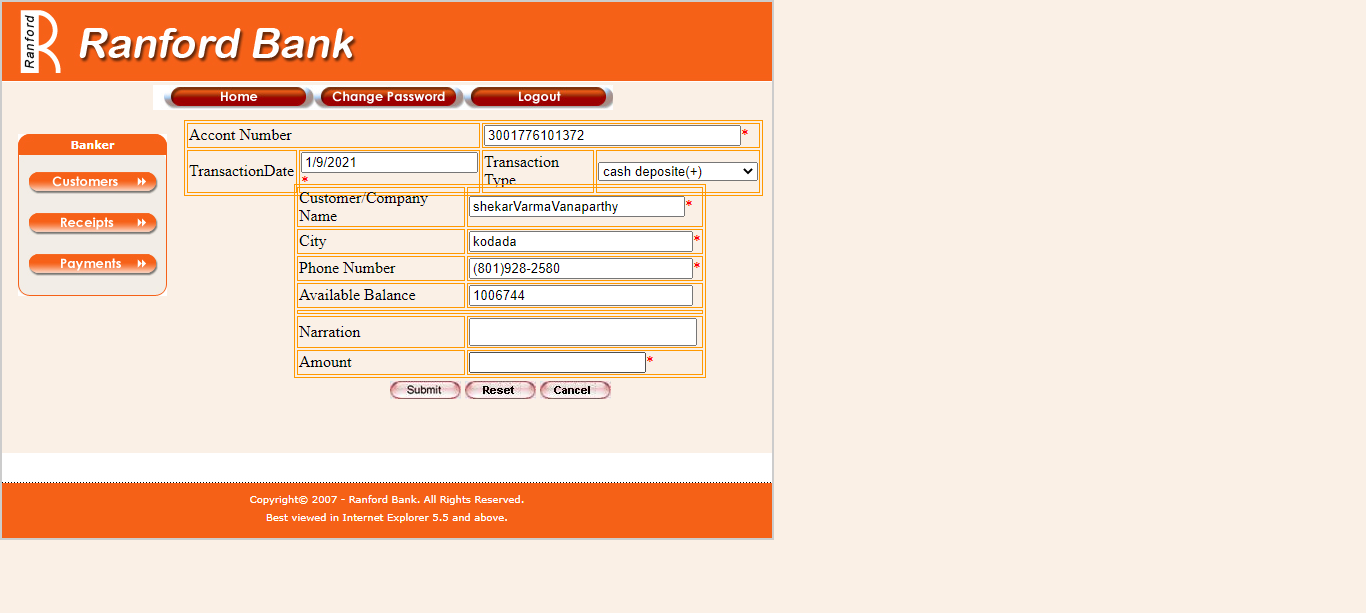 Ranford
Ranford Bank
Home Change Password Logout
Banker
Customers
Receipts
Payments
Accont Number 3001776101372 *
TransactionDate 1/9/2021 * Transaction Type cash deposite(+)
Customer/Company Name shekarVarmaVanaparthy *
City kodada *
Phone Number (801)928-2580 *
Available Balance 1006744
Narration
Amount *
Submit Reset Cancel
Copyright© 2007 - Ranford Bank. All Rights Reserved.
Best viewed in Internet Explorer 5.5 and above.